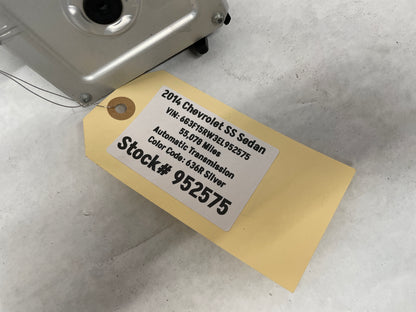 2014 Chevrolet SS Sedan
VIN: 6G3F15RW3EL952575
55,078 Miles
Automatic Transmission
Color Code: 636R Silver
Stock# 952575